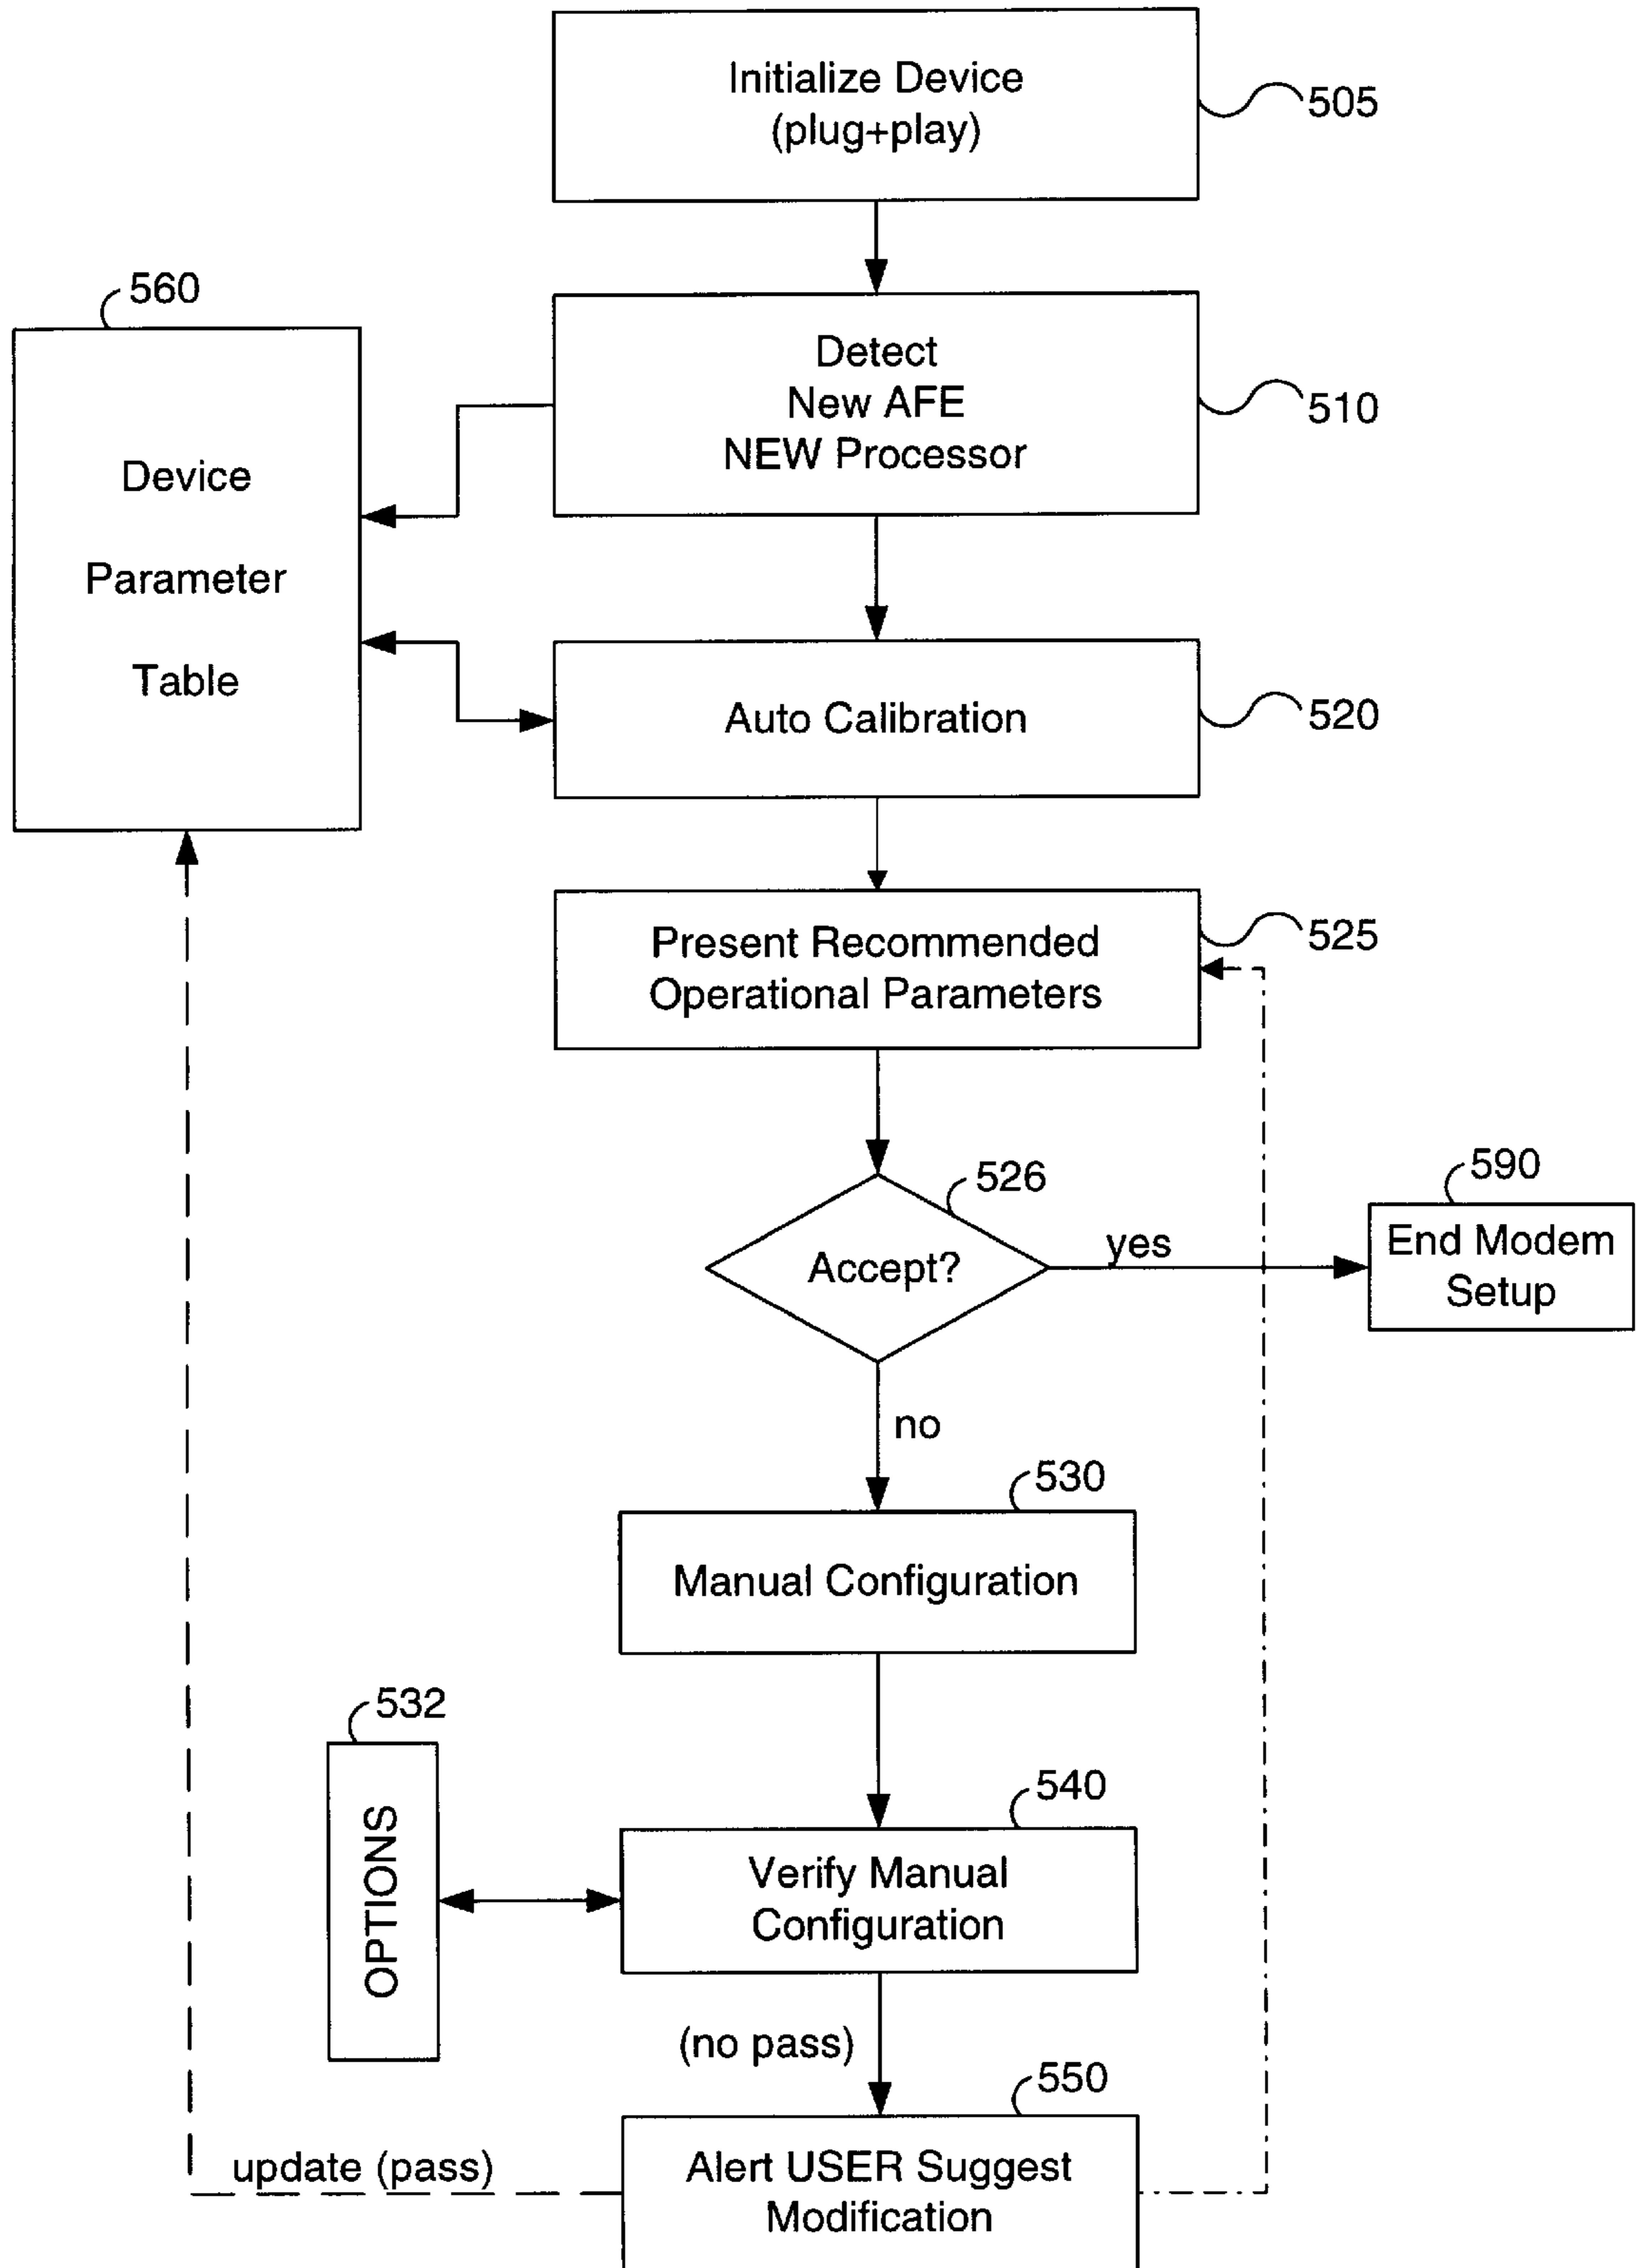 Initialize Device
(plug+play)
505
560
Detect
New AFE
NEW Processor
510
Device
Parameter
Table
Auto Calibration
520
Present Recommended
Operational Parameters
525
526
Accept?
yes
590
End Modem
Setup
no
530
Manual Configuration
532
OPTIONS
540
Verify Manual
Configuration
(no pass)
550
update (pass)
Alert USER Suggest
Modification